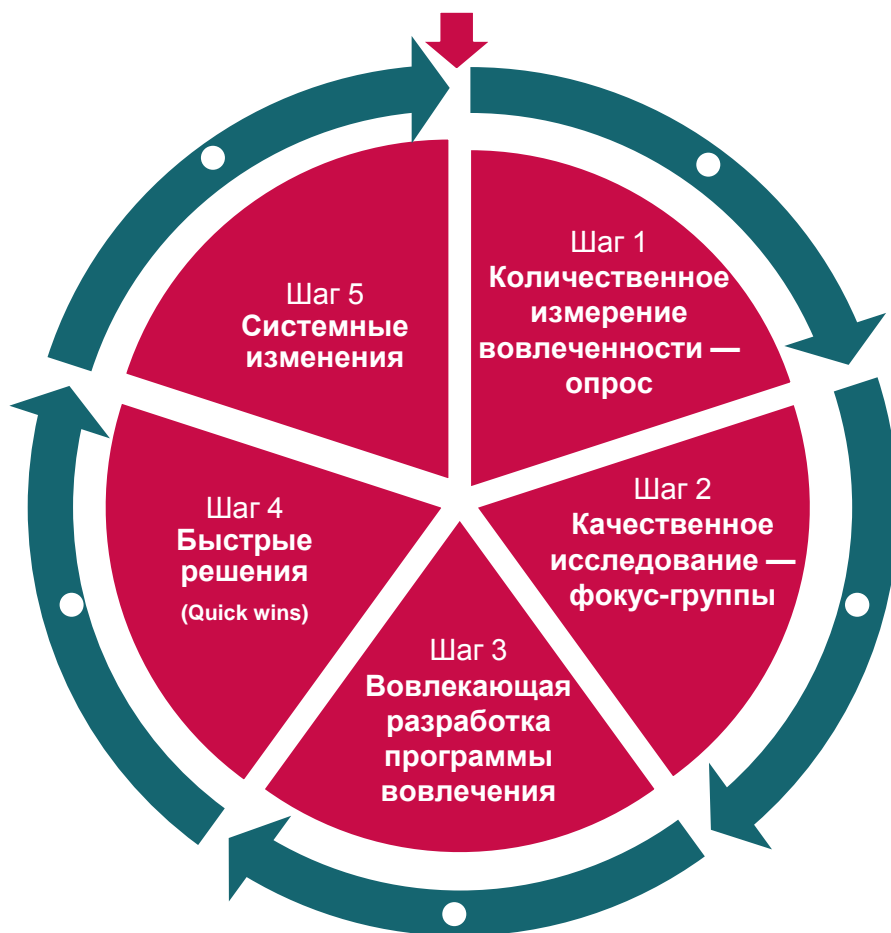 Шаг 1
Количественное
измерение
вовлеченности —
опрос
Шаг 2
Качественное
исследование —
фокус-группы
Шаг 3
Вовлекающая
разработка
программы
вовлечения
Шаг 4
Быстрые
решения
(Quick wins)
Шаг 5
Системные
изменения